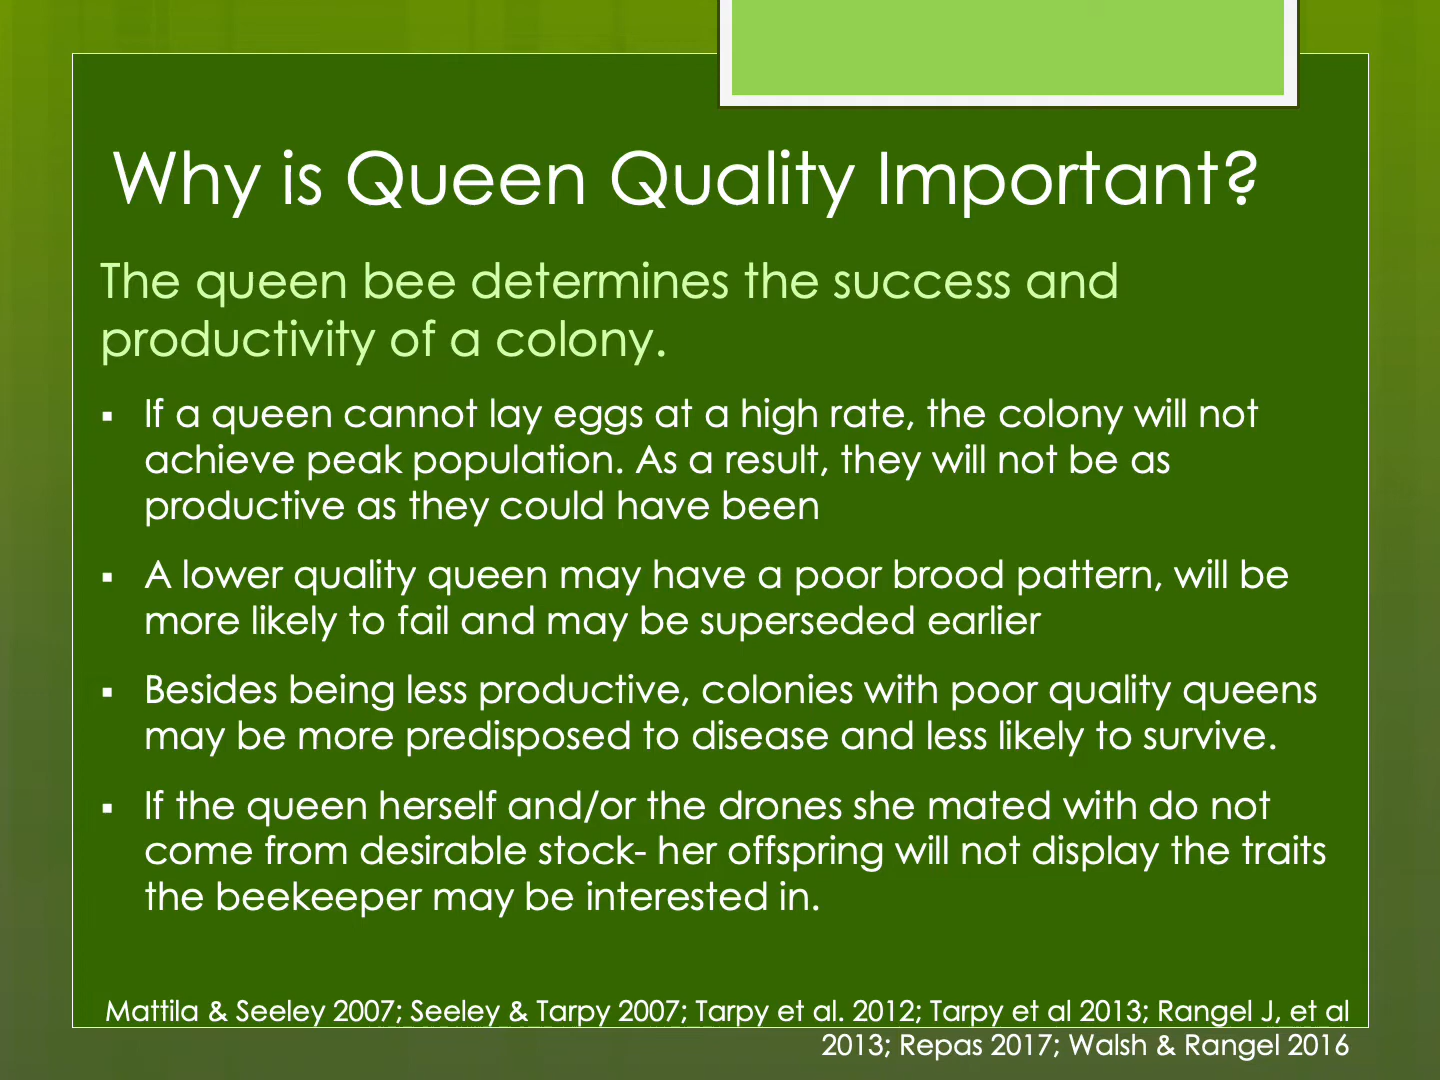 Why is Queen Quality Important?
The queen bee determines the success and
productivity of a colony.
▪ If a queen cannot lay eggs at a high rate, the colony will not
achieve peak population. As a result, they will not be as
productive as they could have been
▪ A lower quality queen may have a poor brood pattern, will be
more likely to fail and may be superseded earlier
▪ Besides being less productive, colonies with poor quality queens
may be more predisposed to disease and less likely to survive.
▪ If the queen herself and/or the drones she mated with do not
come from desirable stock- her offspring will not display the traits
the beekeeper may be interested in.
Mattila & Seeley 2007; Seeley & Tarpy 2007; Tarpy et al. 2012; Tarpy et al 2013; Rangel J, et al
2013; Repas 2017; Walsh & Rangel 2016